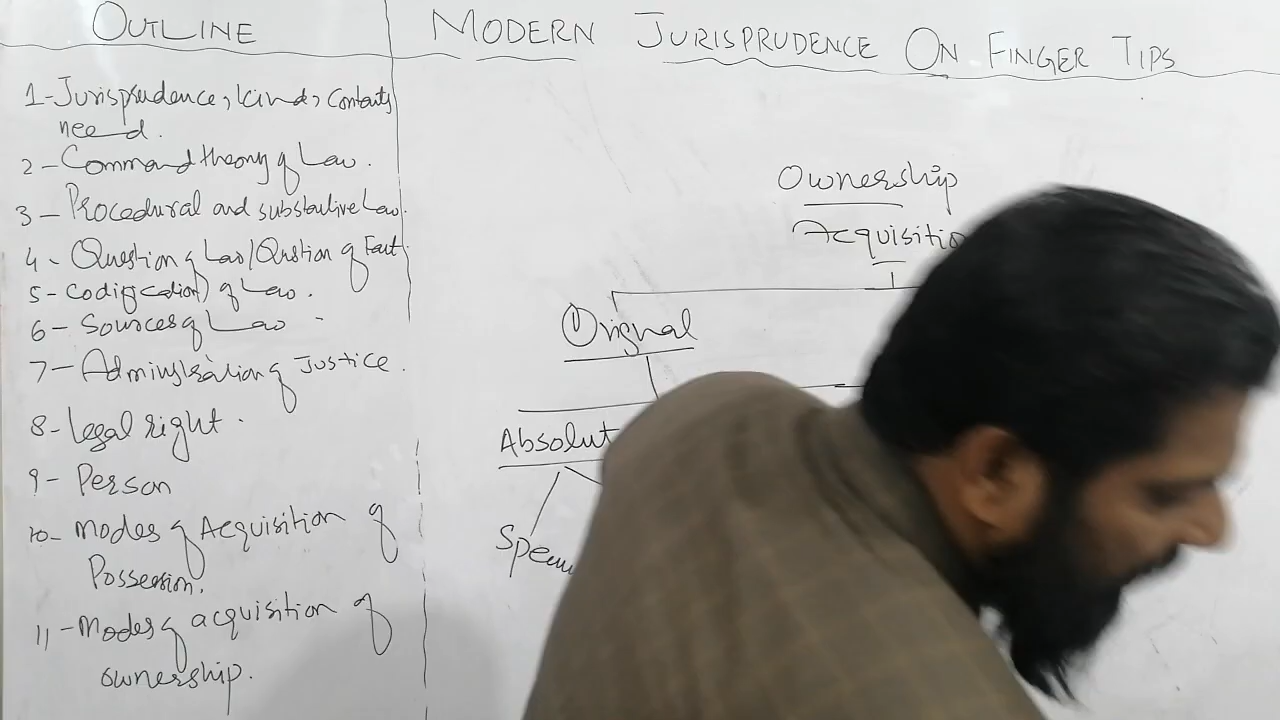 OUTLINE
MODERN JURISPRUDENCE ON FINGER TIPS
1-Jurisprudence, kinds, contents
need.
2-Command theory of Law.
3-Procedural and substantive Law.
4-Question of Law/Qustion of Fact
5-Codification of Law.
6-Sources of Law
7-Administration of Justice.
8-Legal right.
9-Person
10-Modes of Acquisition of
Possession.
11-Modes of acquisition of
ownership.
Ownership
Acquisitio
Orignal
Absolut